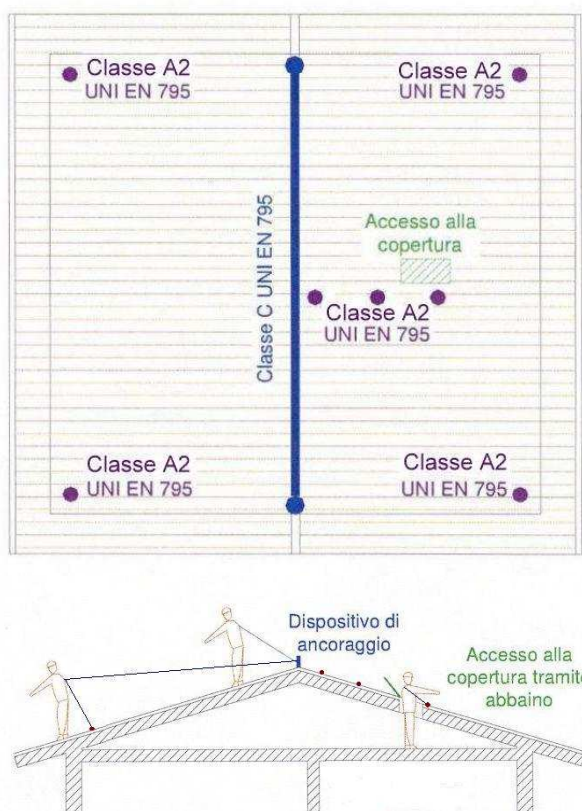 Classe A2
UNI EN 795
Classe A2
UNI EN 795
Classe C UNI EN 795
Accesso alla
copertura
Classe A2
UNI EN 795
Classe A2
UNI EN 795
Classe A2
UNI EN 795
Dispositivo di
ancoraggio
Accesso alla
copertura tramite
abbaino